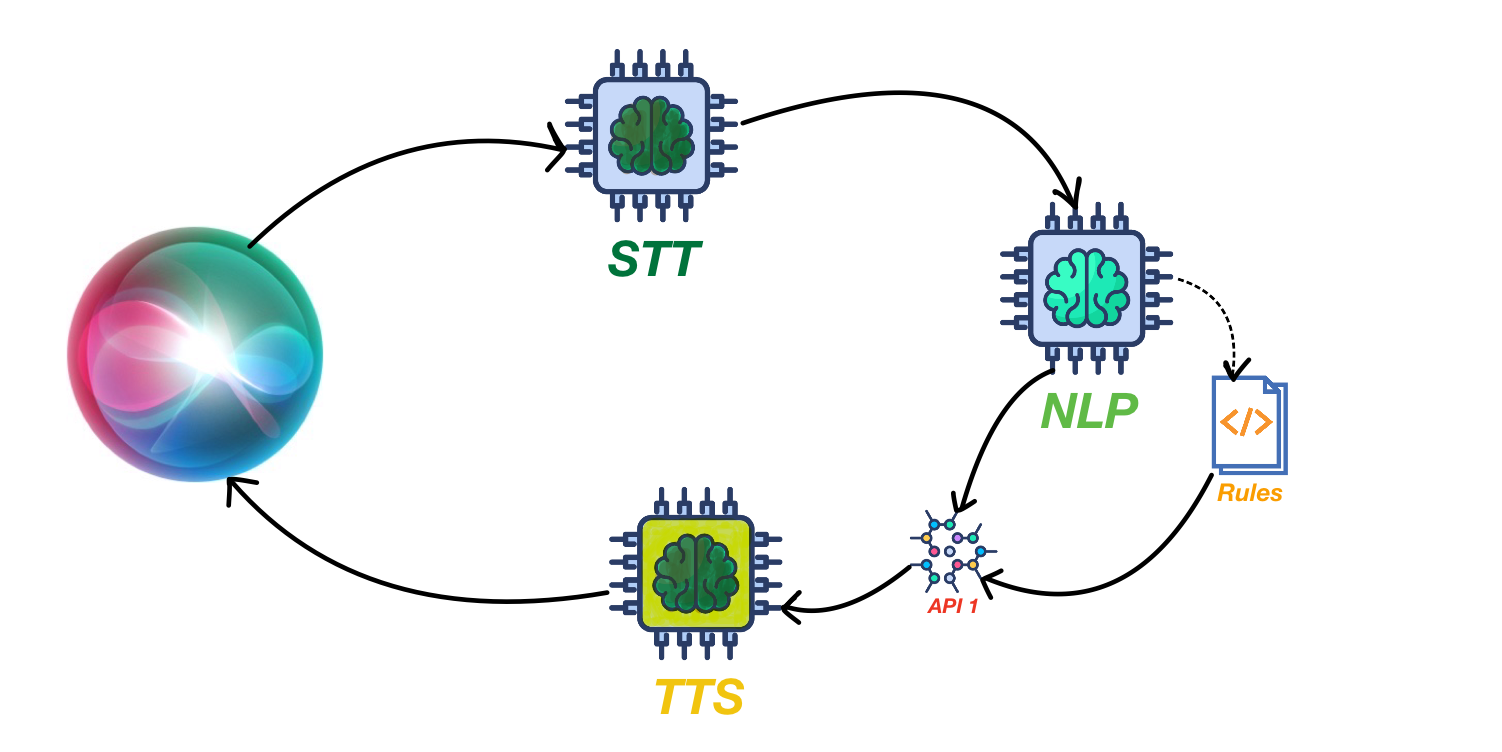 STT
NLP
</>
Rules
API 1
TTS